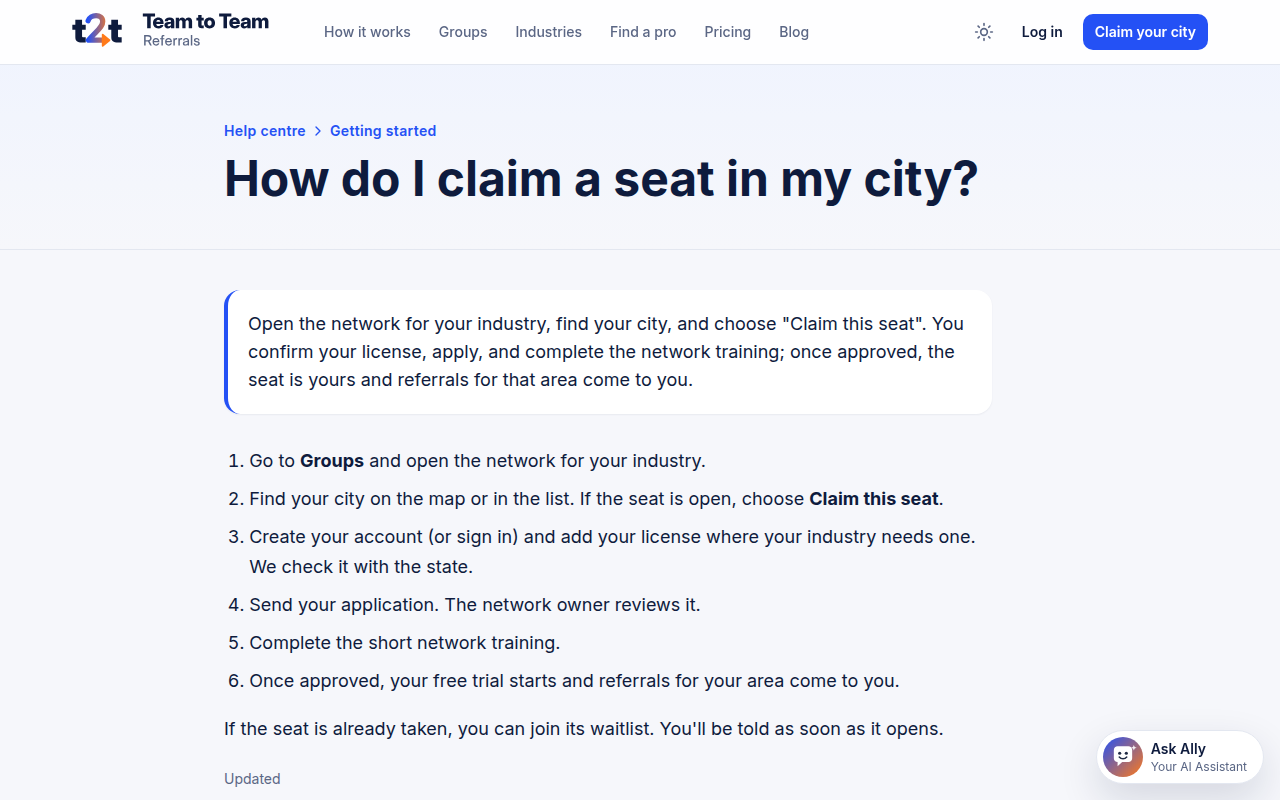 t2t Team to Team
Referrals
How it works
Groups
Industries
Find a pro
Pricing
Blog
Log in
Claim your city
Help centre > Getting started
How do I claim a seat in my city?
Open the network for your industry, find your city, and choose "Claim this seat". You
confirm your license, apply, and complete the network training; once approved, the
seat is yours and referrals for that area come to you.
1. Go to Groups and open the network for your industry.
2. Find your city on the map or in the list. If the seat is open, choose Claim this seat.
3. Create your account (or sign in) and add your license where your industry needs one.
We check it with the state.
4. Send your application. The network owner reviews it.
5. Complete the short network training.
6. Once approved, your free trial starts and referrals for your area come to you.
If the seat is already taken, you can join its waitlist. You'll be told as soon as it opens.
Updated
Ask Ally
Your AI Assistant